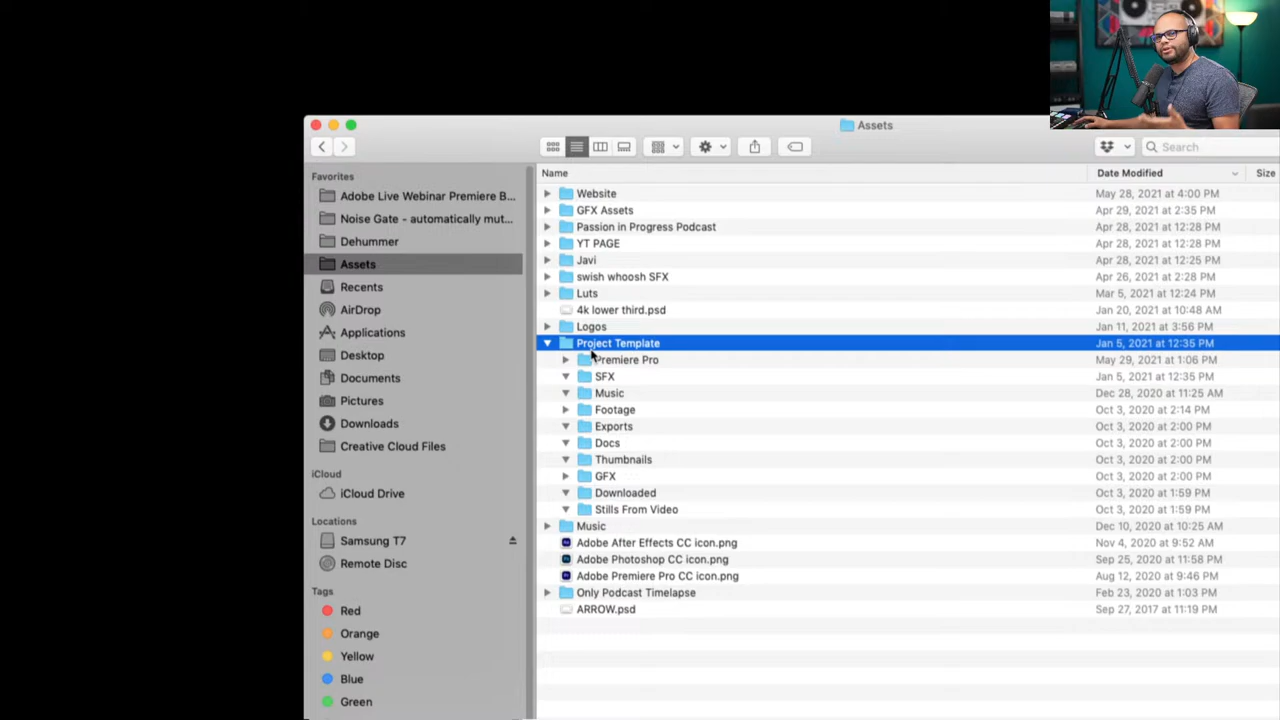 Assets
Search
Favorites
Adobe Live Webinar Premiere B...
Noise Gate - automatically mut...
Dehummer
Assets
Recents
AirDrop
Applications
Desktop
Documents
Pictures
Downloads
Creative Cloud Files
iCloud
iCloud Drive
Locations
Samsung T7
Remote Disc
Tags
Red
Orange
Yellow
Blue
Green
Name Date Modified Size
Website May 28, 2021 at 4:00 PM
GFX Assets Apr 29, 2021 at 2:35 PM
Passion in Progress Podcast Apr 28, 2021 at 12:28 PM
YT PAGE Apr 28, 2021 at 12:28 PM
Javi Apr 28, 2021 at 12:25 PM
swish whoosh SFX Apr 26, 2021 at 2:28 PM
Luts Mar 5, 2021 at 12:24 PM
4k lower third.psd Jan 20, 2021 at 10:48 AM
Logos Jan 11, 2021 at 3:56 PM
Project Template Jan 5, 2021 at 12:35 PM
Premiere Pro May 29, 2021 at 1:06 PM
SFX Jan 5, 2021 at 12:35 PM
Music Dec 28, 2020 at 11:25 AM
Footage Oct 3, 2020 at 2:14 PM
Exports Oct 3, 2020 at 2:00 PM
Docs Oct 3, 2020 at 2:00 PM
Thumbnails Oct 3, 2020 at 2:00 PM
GFX Oct 3, 2020 at 2:00 PM
Downloaded Oct 3, 2020 at 1:59 PM
Stills From Video Oct 3, 2020 at 1:59 PM
Music Dec 10, 2020 at 10:25 AM
Adobe After Effects CC icon.png Nov 4, 2020 at 9:52 AM
Adobe Photoshop CC icon.png Sep 25, 2020 at 11:58 PM
Adobe Premiere Pro CC icon.png Aug 12, 2020 at 9:46 PM
Only Podcast Timelapse Feb 23, 2020 at 1:03 PM
ARROW.psd Sep 27, 2017 at 11:19 PM